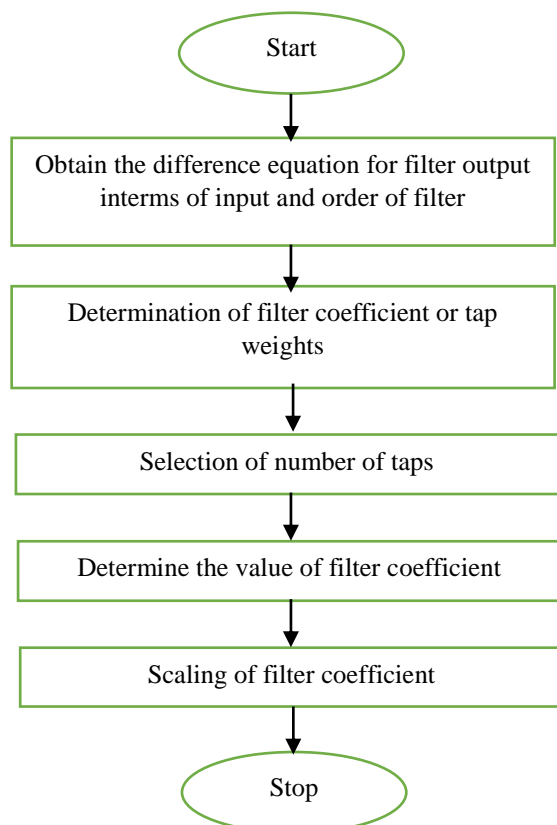 Start
Obtain the difference equation for filter output
interms of input and order of filter
Determination of filter coefficient or tap
weights
Selection of number of taps
Determine the value of filter coefficient
Scaling of filter coefficient
Stop